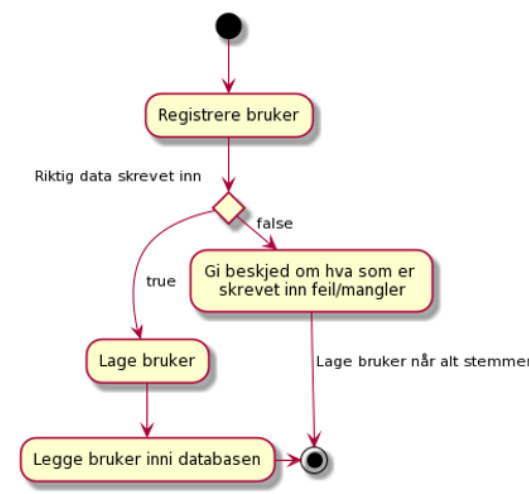 Registrere bruker
Riktig data skrevet inn
false
Gi beskjed om hva som er
skrevet inn feil/mangler
true
Lage bruker
Lage bruker når alt stemmer
Legge bruker inni databasen